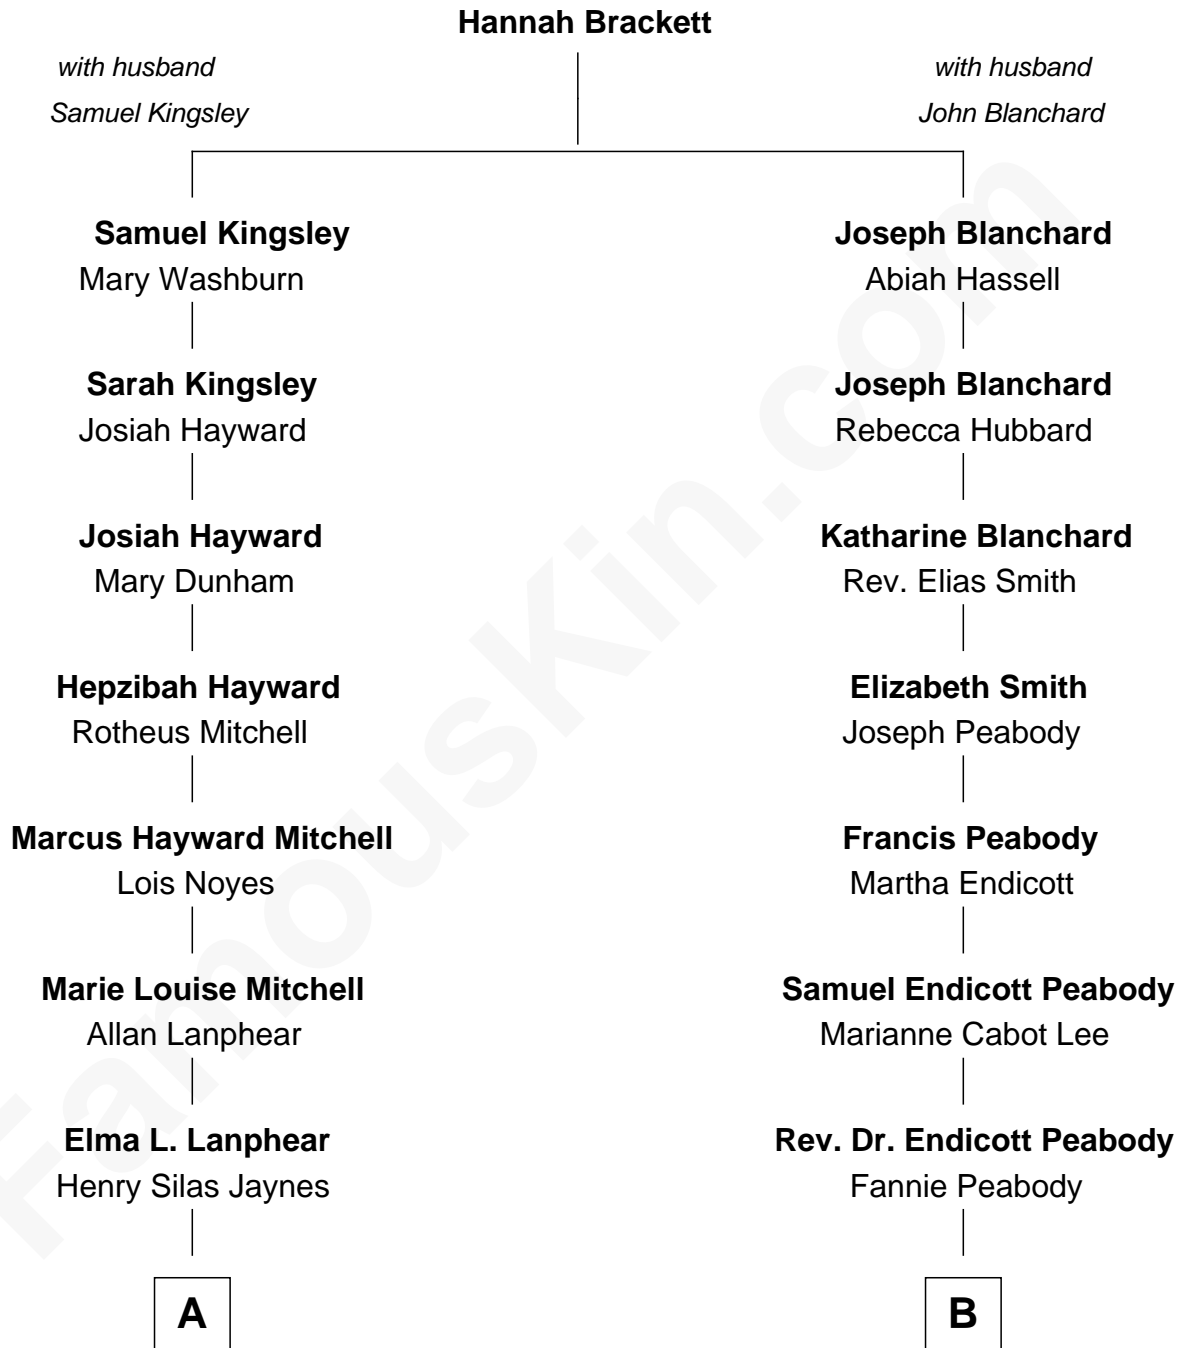 Hannah Brackett
with husband
Samuel Kingsley
with husband
John Blanchard
Samuel Kingsley
Mary Washburn
Joseph Blanchard
Abiah Hassell
Sarah Kingsley
Josiah Hayward
Joseph Blanchard
Rebecca Hubbard
Josiah Hayward
Mary Dunham
Katharine Blanchard
Rev. Elias Smith
Hepzibah Hayward
Rotheus Mitchell
Elizabeth Smith
Joseph Peabody
Marcus Hayward Mitchell
Lois Noyes
Francis Peabody
Martha Endicott
Marie Louise Mitchell
Allan Lanphear
Samuel Endicott Peabody
Marianne Cabot Lee
Elma L. Lanphear
Henry Silas Jaynes
Rev. Dr. Endicott Peabody
Fannie Peabody
A
B
FamousKin.com